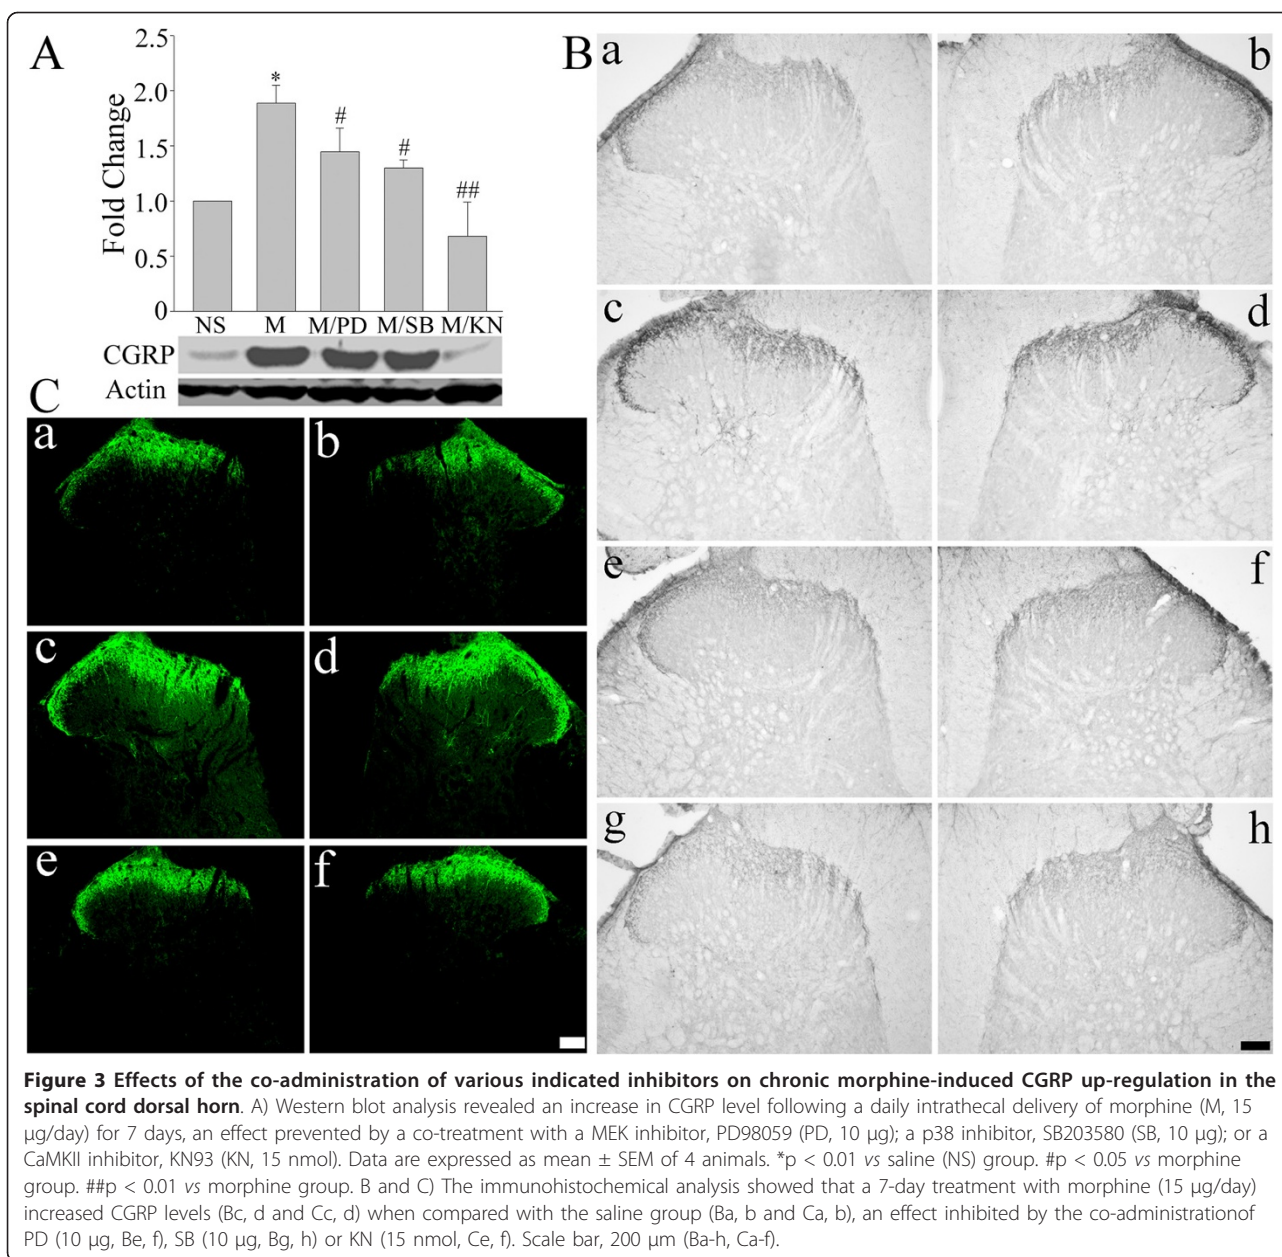 A
2.5
2.0
1.5
1.0
0.5
0
Fold Change
*
#
#
##
NS M M/PD M/SB M/KN
CGRP
Actin
B
a b
c d
e f
g h
C
a b
c d
e f
Figure 3 Effects of the co-administration of various indicated inhibitors on chronic morphine-induced CGRP up-regulation in the
spinal cord dorsal horn. A) Western blot analysis revealed an increase in CGRP level following a daily intrathecal delivery of morphine (M, 15
μg/day) for 7 days, an effect prevented by a co-treatment with a MEK inhibitor, PD98059 (PD, 10 μg); a p38 inhibitor, SB203580 (SB, 10 μg); or a
CaMKII inhibitor, KN93 (KN, 15 nmol). Data are expressed as mean ± SEM of 4 animals. *p < 0.01 vs saline (NS) group. #p < 0.05 vs morphine
group. ##p < 0.01 vs morphine group. B and C) The immunohistochemical analysis showed that a 7-day treatment with morphine (15 μg/day)
increased CGRP levels (Bc, d and Cc, d) when compared with the saline group (Ba, b and Ca, b), an effect inhibited by the co-administrationof
PD (10 μg, Be, f), SB (10 μg, Bg, h) or KN (15 nmol, Ce, f). Scale bar, 200 μm (Ba-h, Ca-f).